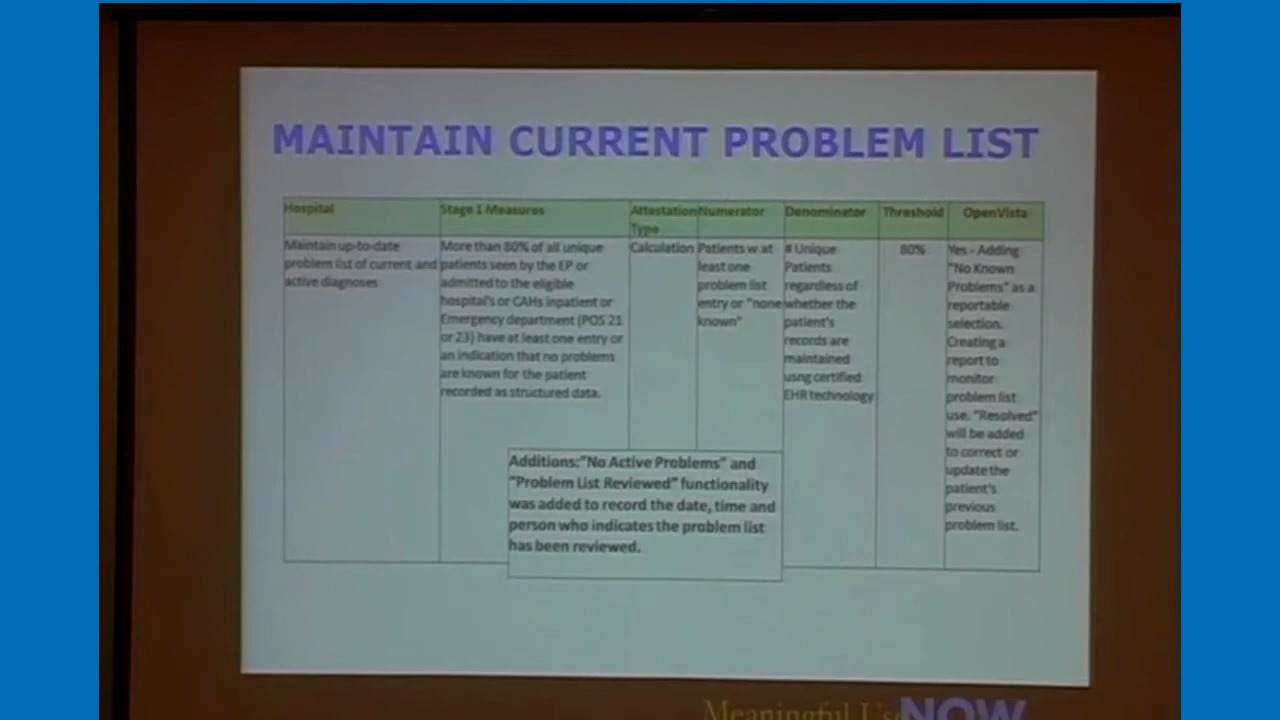 MAINTAIN CURRENT PROBLEM LIST
Hospital
Stage 1 Measures
Attestation
Type
Numerator
Denominator
Threshold
OpenVista
Maintain up-to-date
problem list of current and
active diagnoses
More than 80% of all unique
patients seen by the EP or
admitted to the eligible
hospital's or CAHs inpatient or
Emergency department (POS 21
or 23) have at least one entry or
an indication that no problems
are known for the patient
recorded as structured data.
Calculation
Patients w at
least one
problem list
entry or "none
known"
# Unique
Patients
regardless of
whether the
patient's
records are
maintained
usng certified
EHR technology
80%
Yes - Adding
"No Known
Problems" as a
reportable
selection.
Creating a
report to
monitor
problem list
use. "Resolved"
will be added
to correct or
update the
patient's
previous
problem list.
Additions:"No Active Problems" and
"Problem List Reviewed" functionality
was added to record the date, time and
person who indicates the problem list
has been reviewed.
Meaningful Use NOW